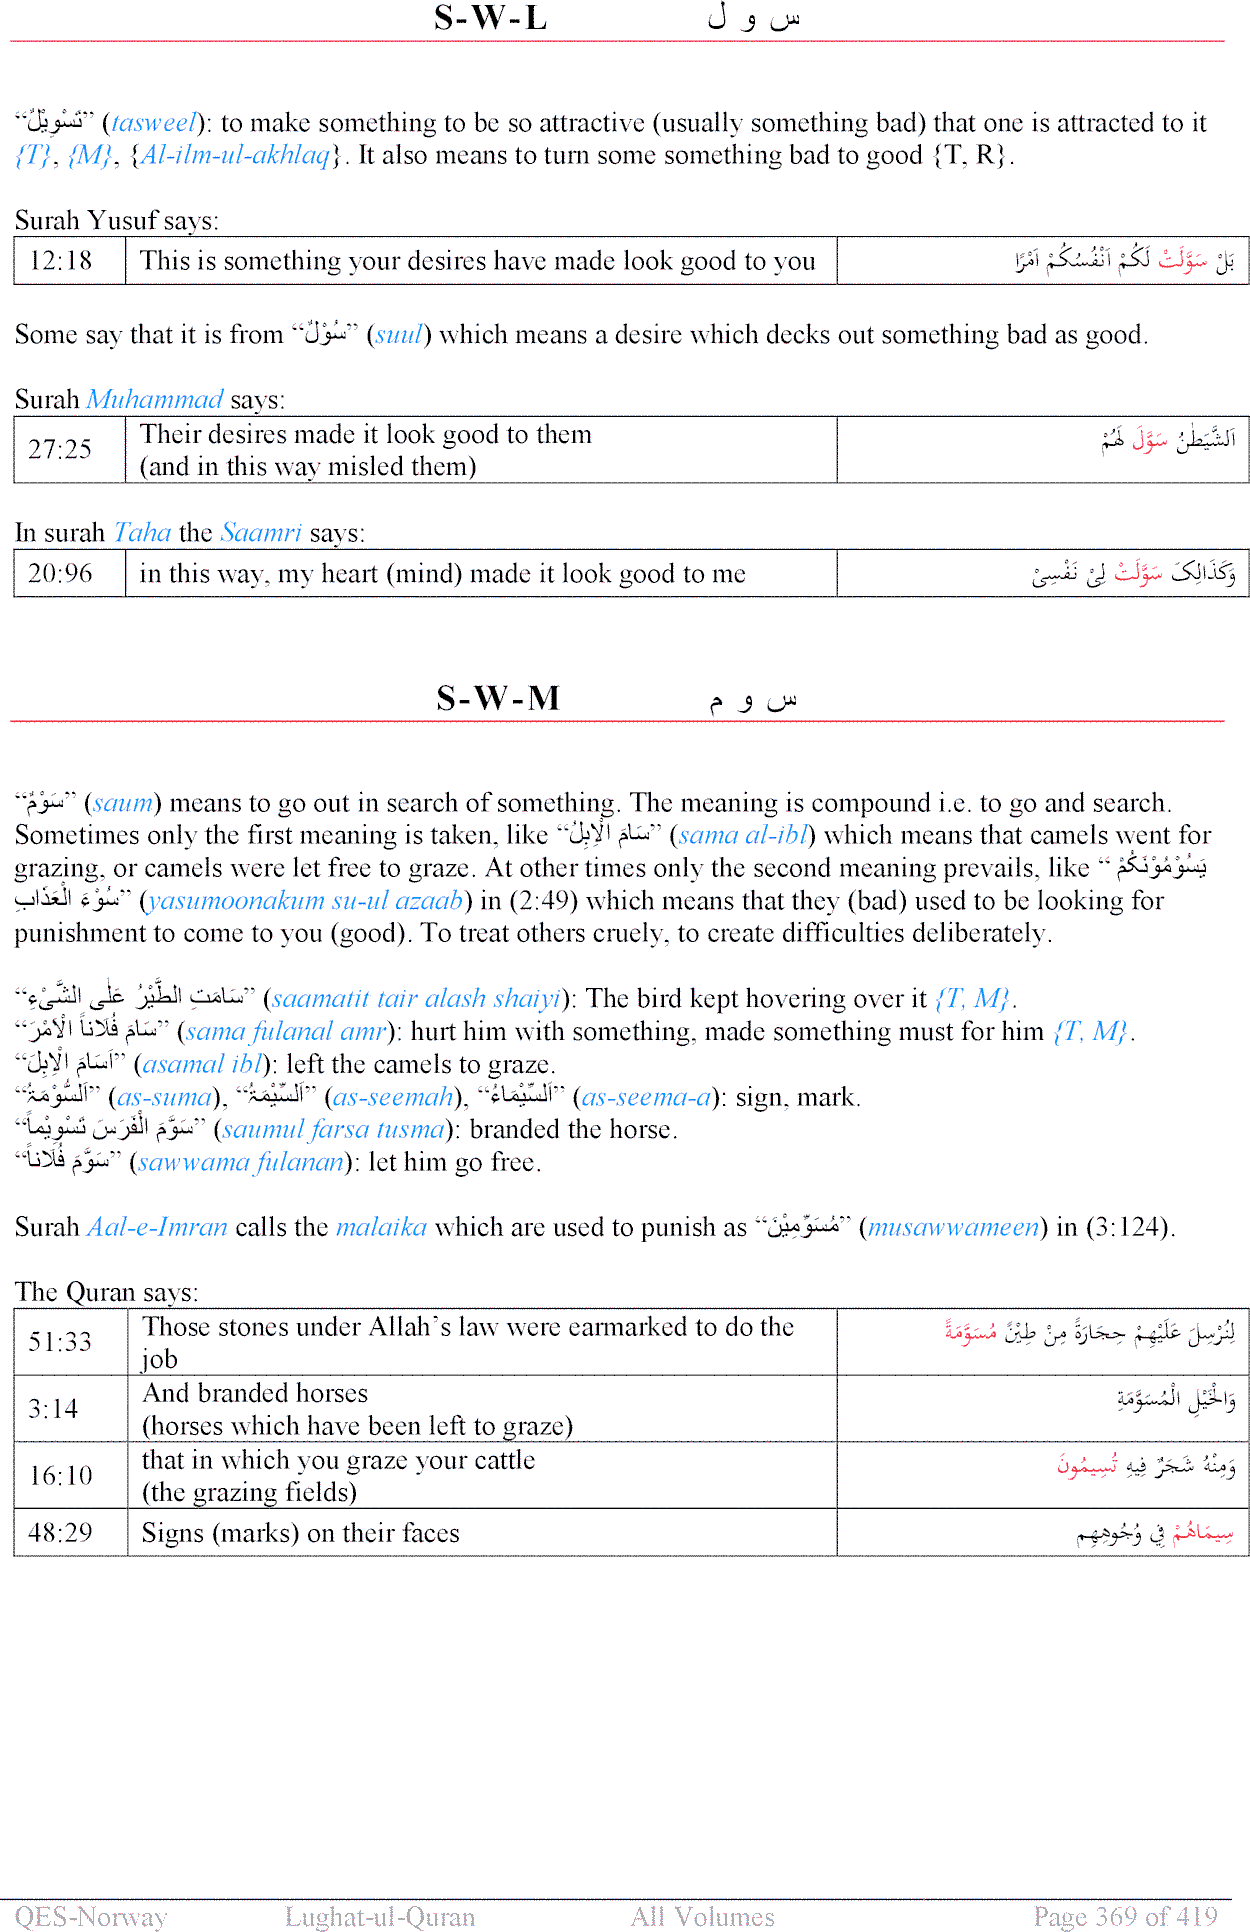 S-W-L س و ل
“تَسْوِيْلٌ” (tasweel): to make something to be so attractive (usually something bad) that one is attracted to it
{T}, {M}, {Al-ilm-ul-akhlaq}. It also means to turn some something bad to good {T, R}.
Surah Yusuf says:
12:18 This is something your desires have made look good to you بَلْ سَوَّلَتْ لَكُمْ اَنْفُسُكُمْ اَمْرًا
Some say that it is from “سُوْلٌ” (suul) which means a desire which decks out something bad as good.
Surah Muhammad says:
27:25 Their desires made it look good to them اَلشَّيَطٰنُ سَوَّلَ لَهُمْ
(and in this way misled them)
In surah Taha the Saamri says:
20:96 in this way, my heart (mind) made it look good to me وَكَذَالِکَ سَوَّلَتْ لِیْ نَفْسِیْ
S-W-M س و م
“سَوْمٌ” (saum) means to go out in search of something. The meaning is compound i.e. to go and search.
Sometimes only the first meaning is taken, like “سَامَ الْاِبِلُ” (sama al-ibl) which means that camels went for
grazing, or camels were let free to graze. At other times only the second meaning prevails, like “ يَسُوْمُوْنَكُمْ
سُوْءَ الْعَذَابِ” (yasumoonakum su-ul azaab) in (2:49) which means that they (bad) used to be looking for
punishment to come to you (good). To treat others cruely, to create difficulties deliberately.
“سَامَتِ الطَّيْرُ عَلٰى الشَّىْءِ” (saamatit tair alash shaiyi): The bird kept hovering over it {T, M}.
“سَامَ فُلَاناً الْاَمْرَ” (sama fulanal amr): hurt him with something, made something must for him {T, M}.
“اَسَامَ الْاِبِلَ” (asamal ibl): left the camels to graze.
“اَلسُّوْمَۃُ” (as-suma), “اَلسِّيْمَۃُ” (as-seemah), “اَلسِّيْمَاءُ” (as-seema-a): sign, mark.
“سَوَّمَ الْفَرَسَ تَسْوِيْماً” (saumul farsa tusma): branded the horse.
“سَوَّمَ فُلَاناً” (sawwama fulanan): let him go free.
Surah Aal-e-Imran calls the malaika which are used to punish as “مُسَوِّمِيْنَ” (musawwameen) in (3:124).
The Quran says:
51:33 Those stones under Allah’s law were earmarked to do the لِنُرْسِلَ عَلَيْهِمْ حِجَارَةً مِنْ طِيْنٍ مُسَوَّمَةً
job
3:14 And branded horses وَالْخَيْلِ الْمُسَوَّمَةِ
(horses which have been left to graze)
16:10 that in which you graze your cattle وَمِنْهُ شَجَرٌ فِيهِ تُسِيمُونَ
(the grazing fields)
48:29 Signs (marks) on their faces سِيمَاهُمْ فِي وُجُوهِهِم
QES-Norway Lughat-ul-Quran All Volumes Page 369 of 419